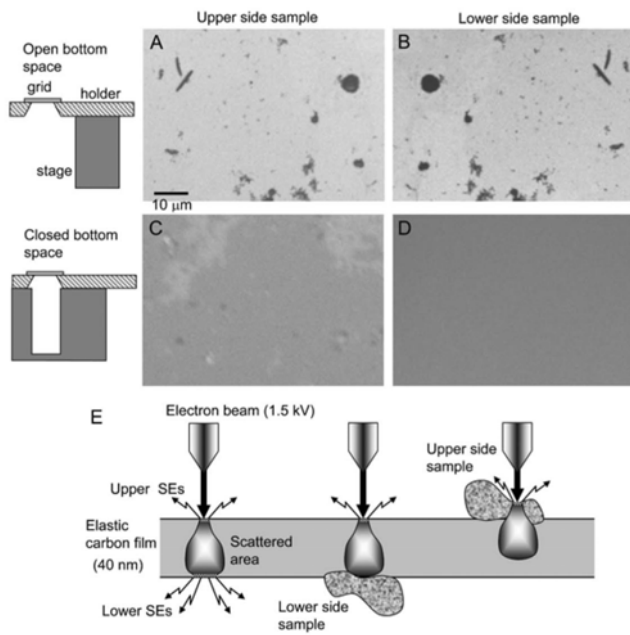 Upper side sample
Lower side sample
Open bottom
space
grid
holder
stage
A
B
10 μm
Closed bottom
space
C
D
E
Electron beam (1.5 kV)
Upper side
sample
Upper SEs
Elastic
carbon film
(40 nm)
Scattered
area
Lower SEs
Lower side
sample